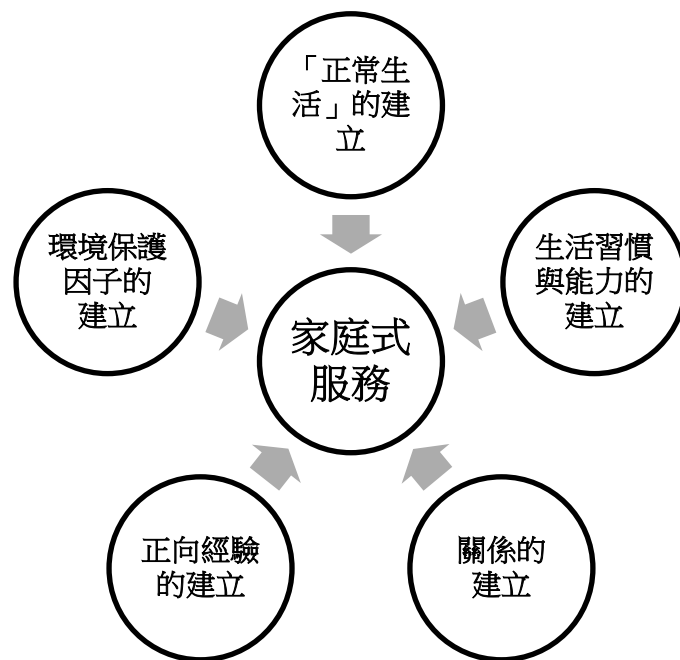 「正常生
活」的建
立
環境保護
因子的
建立
生活習慣
與能力的
建立
家庭式
服務
正向經驗
的建立
關係的
建立